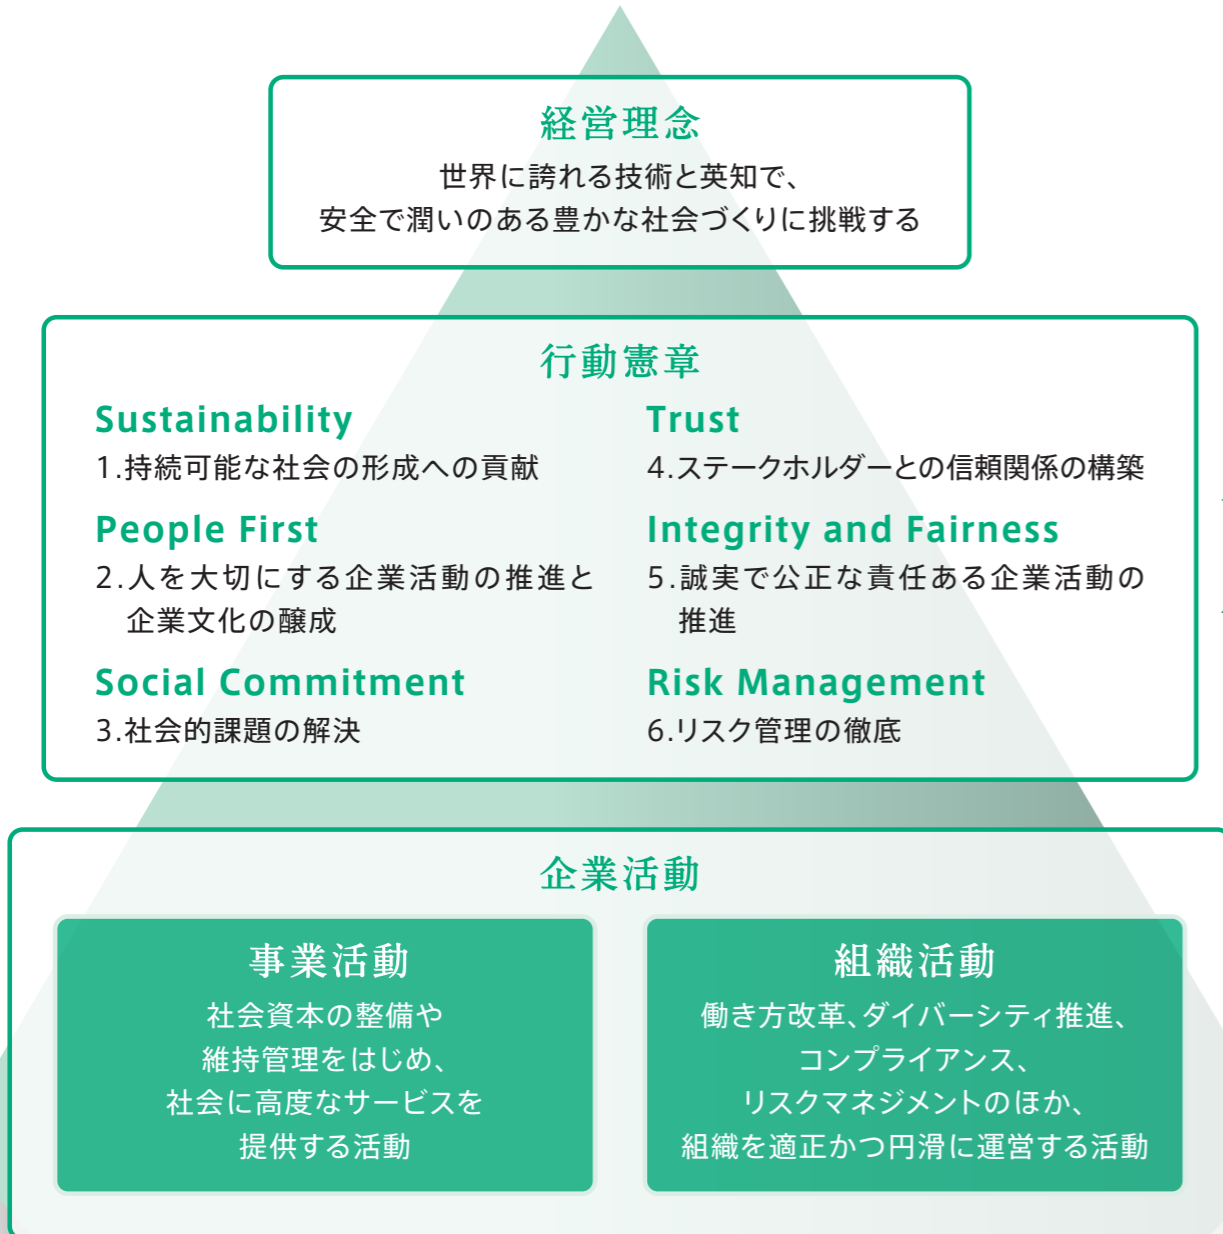 経営理念
世界に誇れる技術と英知で、
安全で潤いのある豊かな社会づくりに挑戦する
行動憲章
Sustainability
1.持続可能な社会の形成への貢献
People First
2.人を大切にする企業活動の推進と
企業文化の醸成
Social Commitment
3.社会的課題の解決
Trust
4.ステークホルダーとの信頼関係の構築
Integrity and Fairness
5.誠実で公正な責任ある企業活動の
推進
Risk Management
6.リスク管理の徹底
企業活動
事業活動
社会資本の整備や
維持管理をはじめ、
社会に高度なサービスを
提供する活動
組織活動
働き方改革、ダイバーシティ推進、
コンプライアンス、
リスクマネジメントのほか、
組織を適正かつ円滑に運営する活動